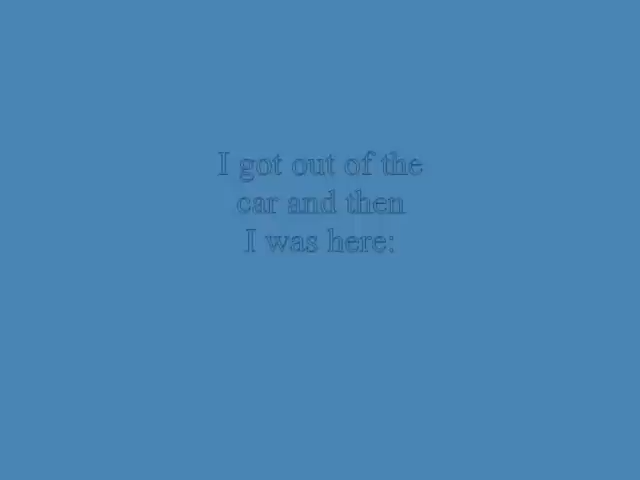 I got out of the
car and then
I was here: